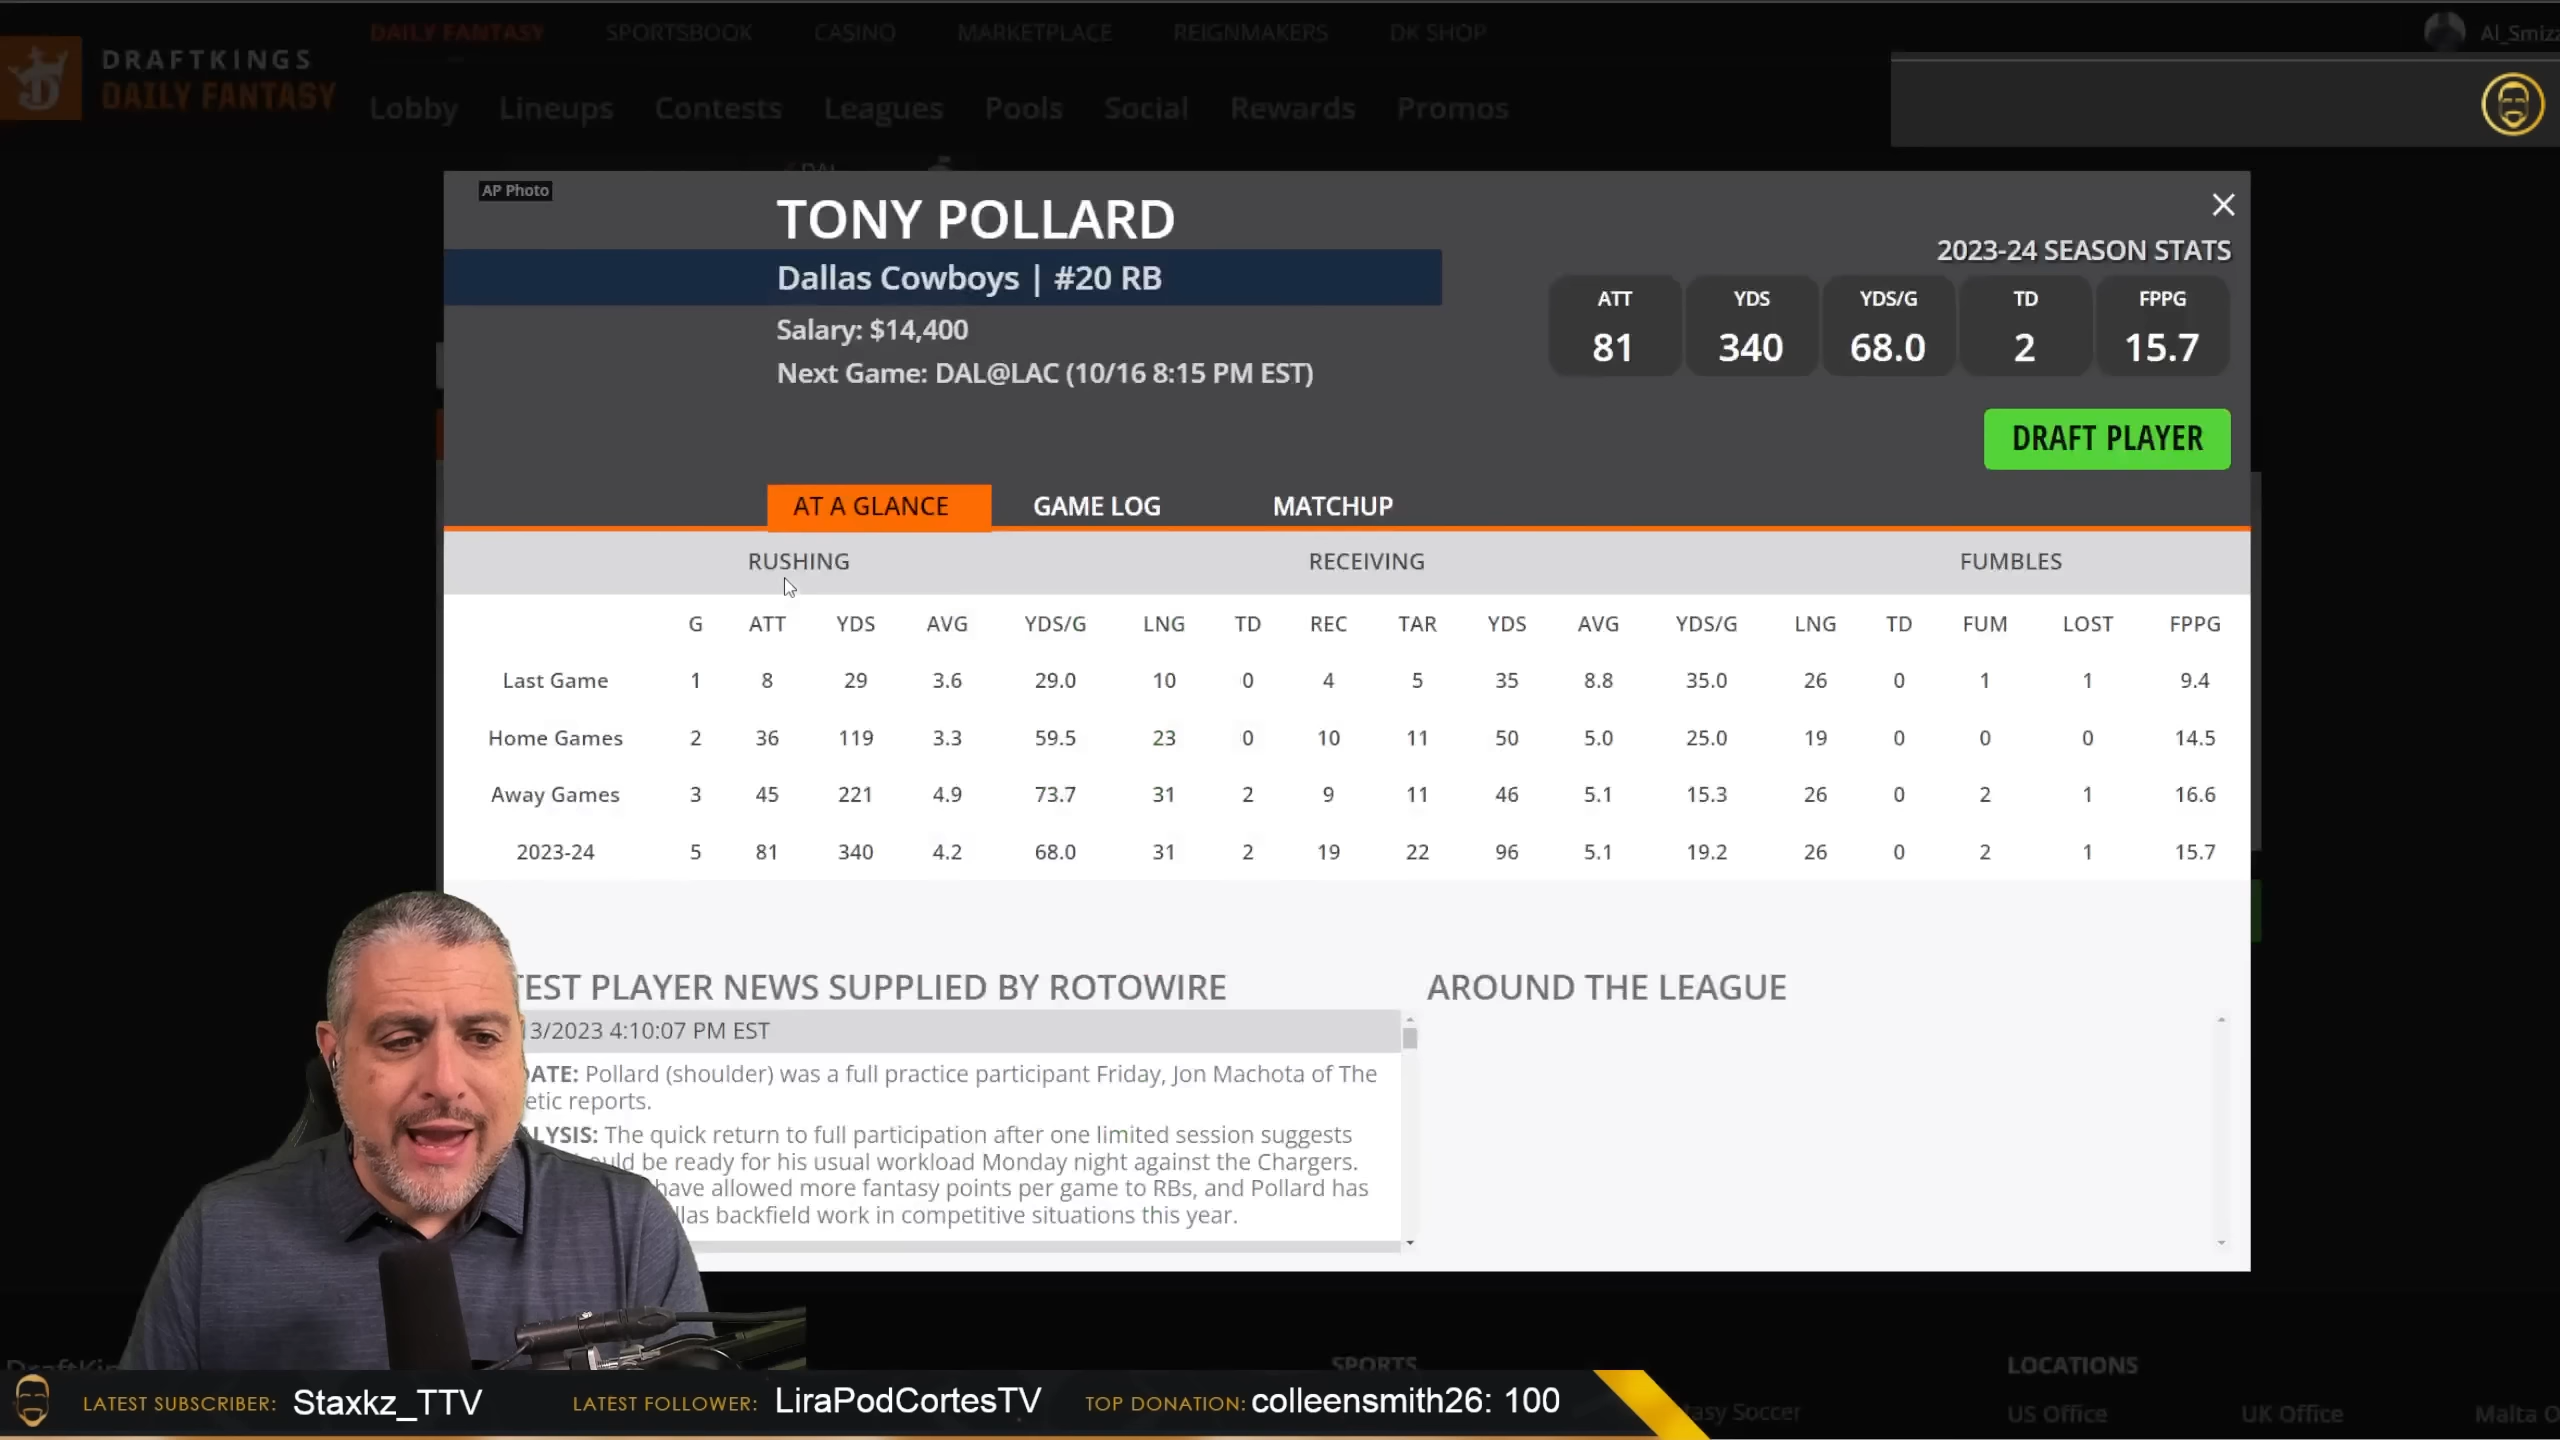 DAILY FANTASY SPORTSBOOK CASINO MARKETPLACE REIGNMAKERS DK SHOP
DRAFTKINGS
DAILY FANTASY
Lobby Lineups Contests Leagues Pools Social Rewards Promos
AP Photo
TONY POLLARD
Dallas Cowboys | #20 RB
Salary: $14,400
Next Game: DAL@LAC (10/16 8:15 PM EST)
2023-24 SEASON STATS
ATT YDS YDS/G TD FPPG
81 340 68.0 2 15.7
DRAFT PLAYER
AT A GLANCE GAME LOG MATCHUP
RUSHING RECEIVING FUMBLES
G ATT YDS AVG YDS/G LNG TD REC TAR YDS AVG YDS/G LNG TD FUM LOST FPPG
Last Game 1 8 29 3.6 29.0 10 0 4 5 35 8.8 35.0 26 0 1 1 9.4
Home Games 2 36 119 3.3 59.5 23 0 10 11 50 5.0 25.0 19 0 0 0 14.5
Away Games 3 45 221 4.9 73.7 31 2 9 11 46 5.1 15.3 26 0 2 1 16.6
2023-24 5 81 340 4.2 68.0 31 2 19 22 96 5.1 19.2 26 0 2 1 15.7
TEST PLAYER NEWS SUPPLIED BY ROTOWIRE
3/2023 4:10:07 PM EST
DATE: Pollard (shoulder) was a full practice participant Friday, Jon Machota of The
etic reports.
LYSIS: The quick return to full participation after one limited session suggests
ould be ready for his usual workload Monday night against the Chargers.
have allowed more fantasy points per game to RBs, and Pollard has
llas backfield work in competitive situations this year.
AROUND THE LEAGUE
SPORTS
LOCATIONS
US Office UK Office Malta O
LATEST SUBSCRIBER: Staxkz_TTV LATEST FOLLOWER: LiraPodCortesTV TOP DONATION: colleensmith26: 100